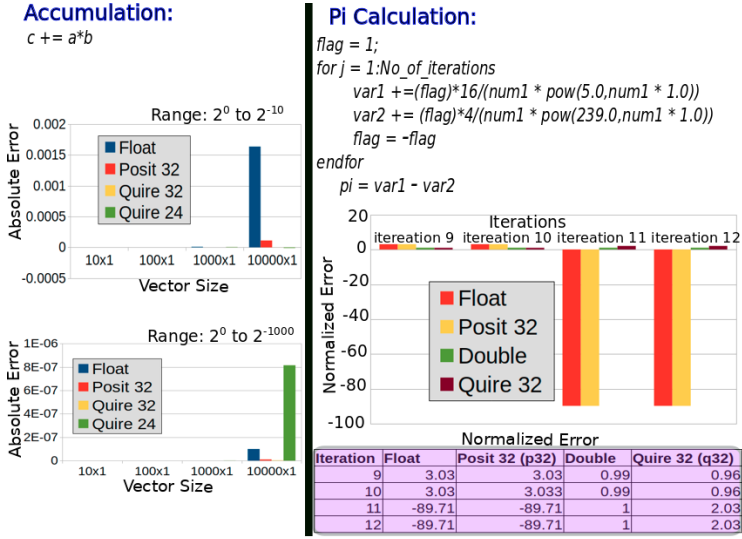 Accumulation:
c += a*b
Range: 2⁰ to 2⁻¹⁰
Absolute Error
0.002
0.0015
0.001
0.0005
0
-0.0005
Float
Posit 32
Quire 32
Quire 24
10x1 100x1 1000x1 10000x1
Vector Size
Range: 2⁰ to 2⁻¹⁰⁰⁰
Absolute Error
1E-06
8E-07
6E-07
4E-07
2E-07
0
Float
Posit 32
Quire 32
Quire 24
10x1 100x1 1000x1 10000x1
Vector Size
Pi Calculation:
flag = 1;
for j = 1:No_of_iterations
var1 +=(flag)*16/(num1 * pow(5.0,num1 * 1.0))
var2 += (flag)*4/(num1 * pow(239.0,num1 * 1.0))
flag = -flag
endfor
pi = var1 - var2
Iterations
itereation 9 itereation 10 itereation 11 itereation 12
Normalized Error
20
0
-20
-40
-60
-80
-100
Float
Posit 32
Double
Quire 32
Normalized Error
Iteration Float Posit 32 (p32) Double Quire 32 (q32)
9 3.03 3.03 0.99 0.96
10 3.03 3.033 0.99 0.96
11 -89.71 -89.71 1 2.03
12 -89.71 -89.71 1 2.03